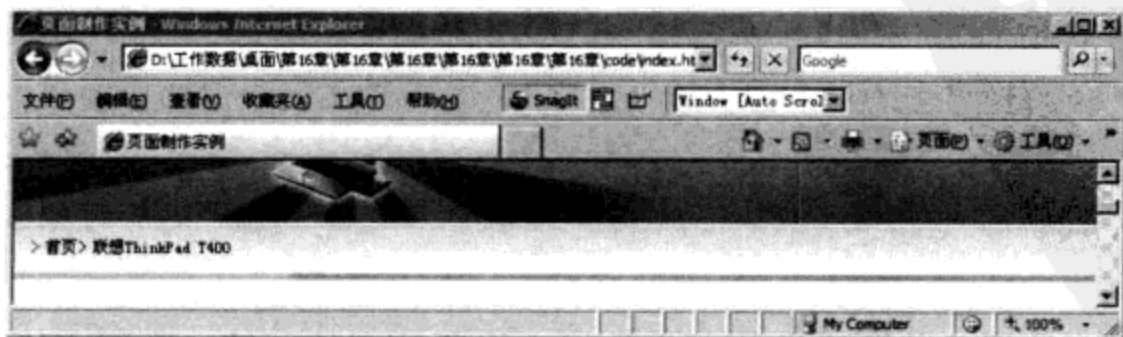 页面制作实例 - Windows Internet Explorer
D:\工作数据\桌面\第16章\第16章\第16章\第16章\第16章\第16章\code\index.ht
Google
文件(F) 编辑(E) 查看(V) 收藏夹(A) 工具(T) 帮助(H) SnagIt Window [Auto Scrol
页面制作实例 页面(P) 工具(O) »
> 首页> 联想ThinkPad T400
My Computer 100%